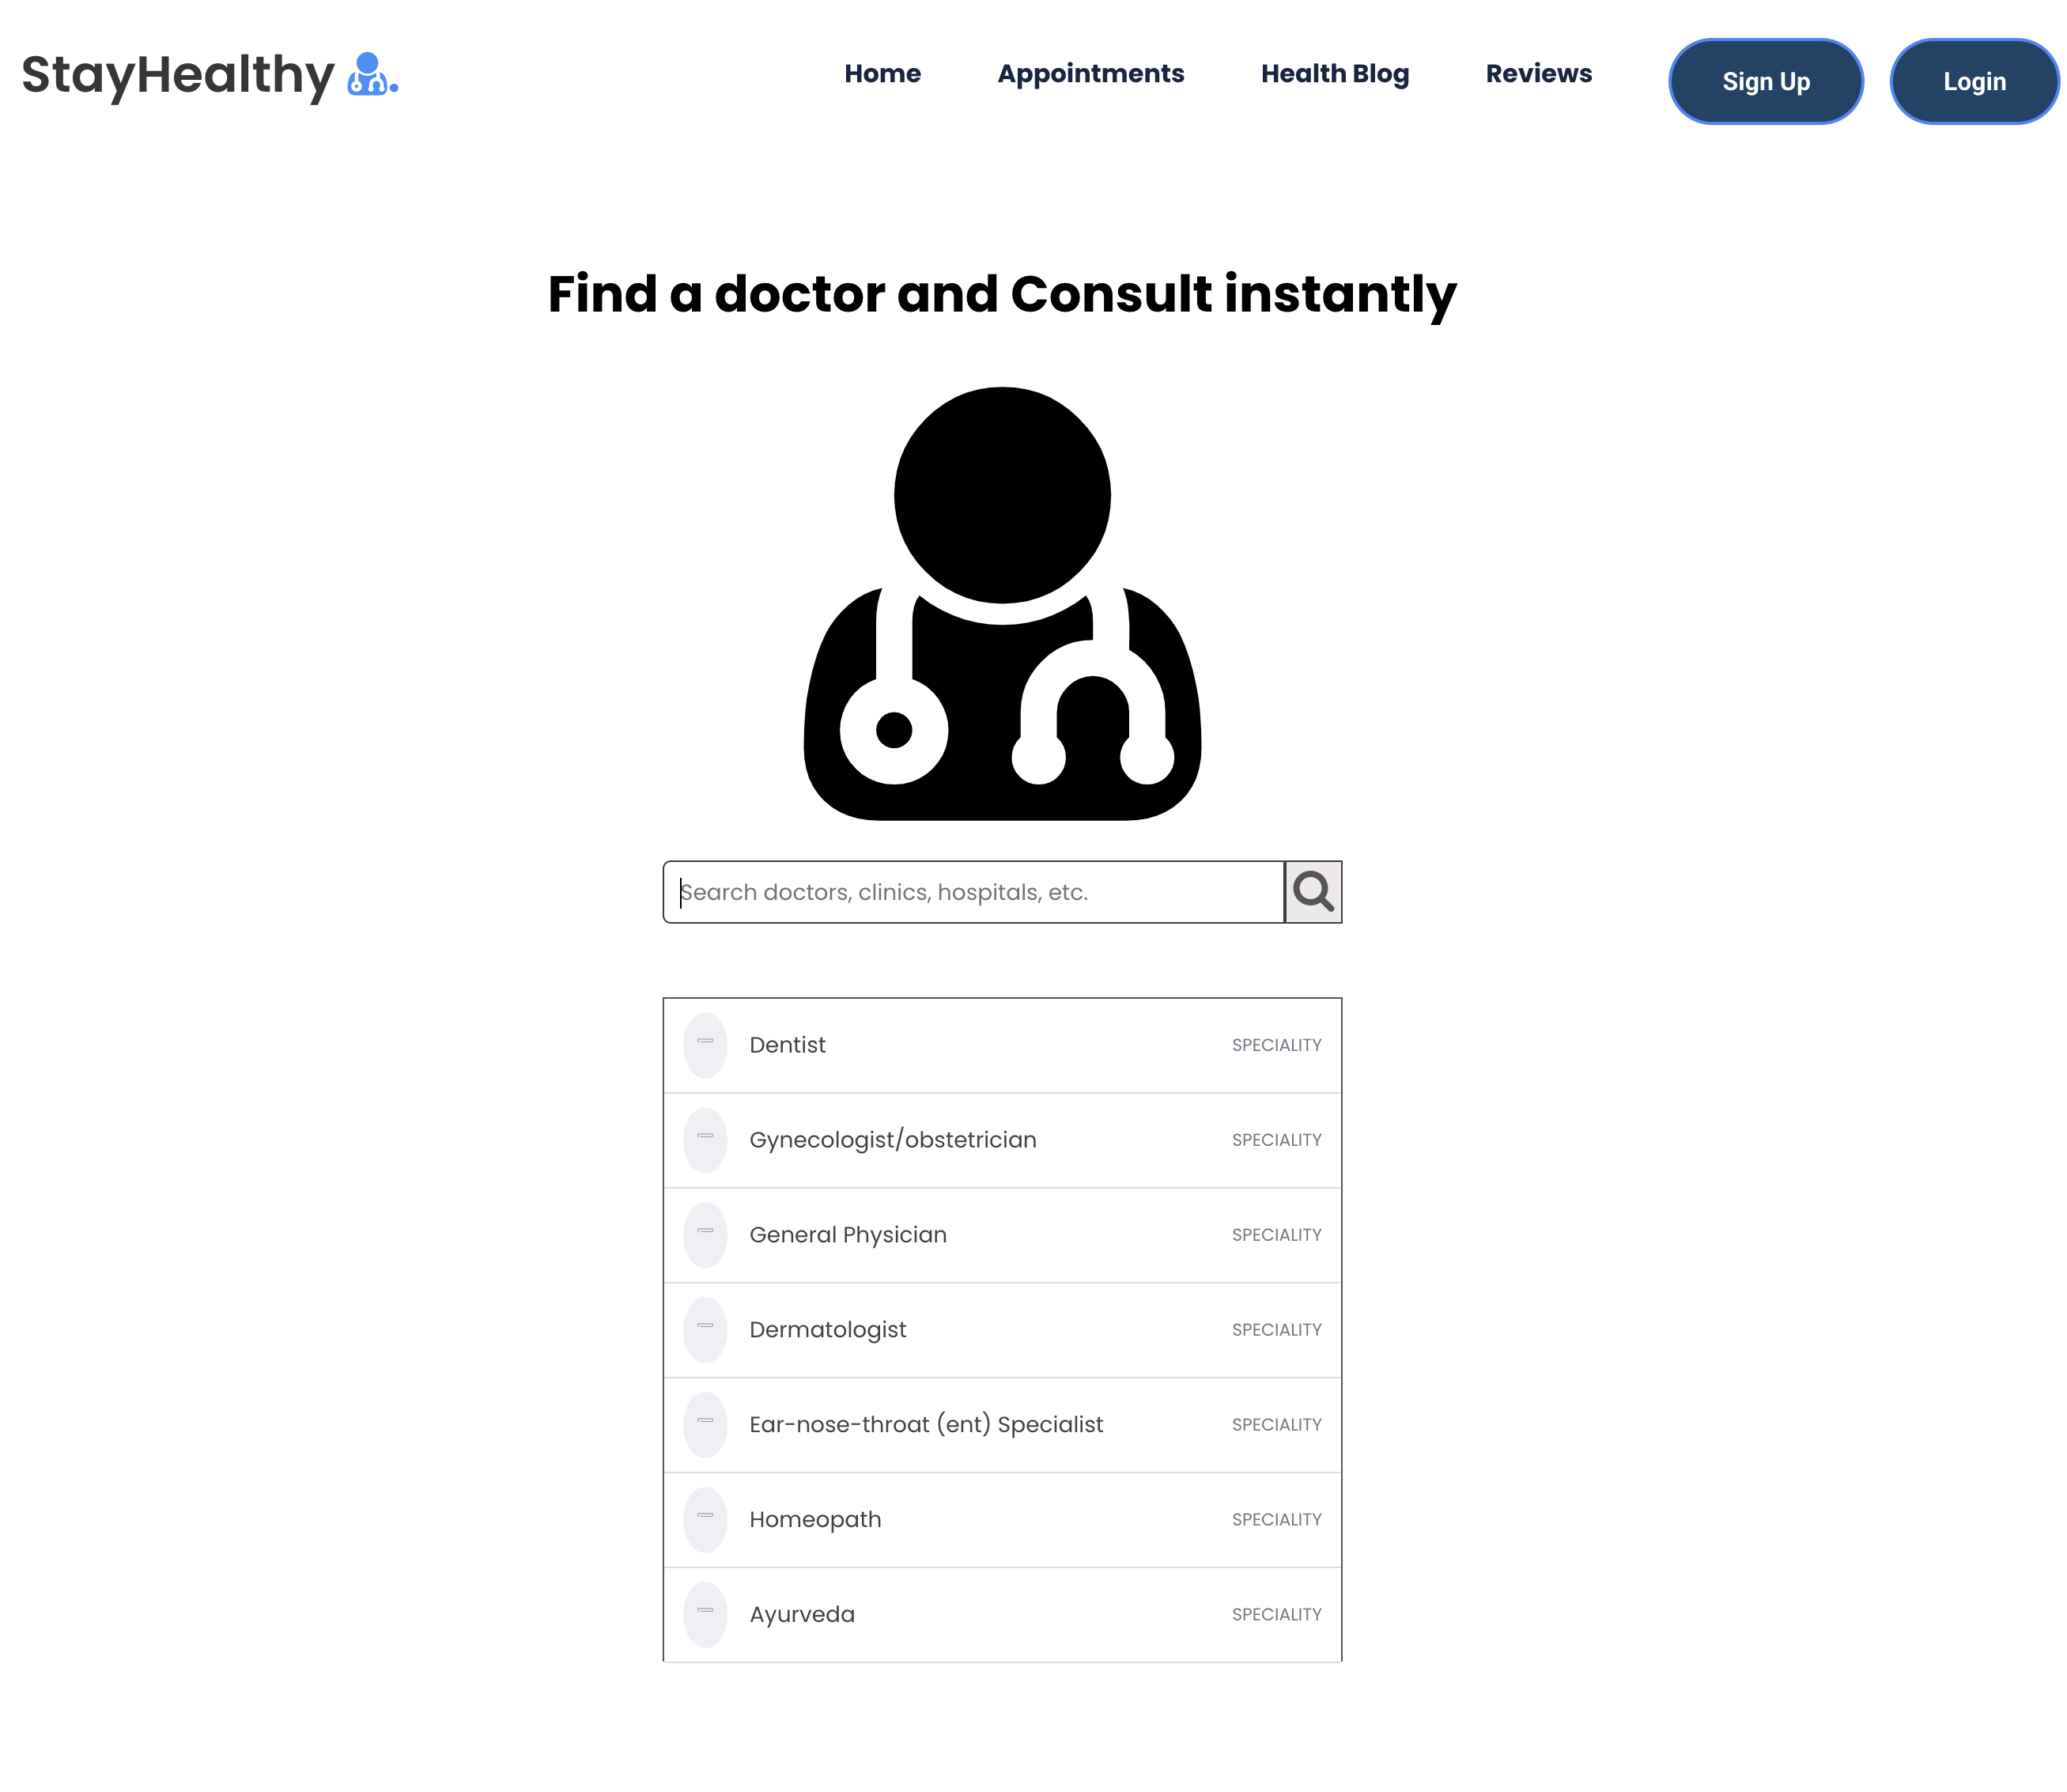 StayHealthy
Home Appointments Health Blog Reviews Sign Up Login
Find a doctor and Consult instantly
Search doctors, clinics, hospitals, etc.
Dentist SPECIALITY
Gynecologist/obstetrician SPECIALITY
General Physician SPECIALITY
Dermatologist SPECIALITY
Ear-nose-throat (ent) Specialist SPECIALITY
Homeopath SPECIALITY
Ayurveda SPECIALITY